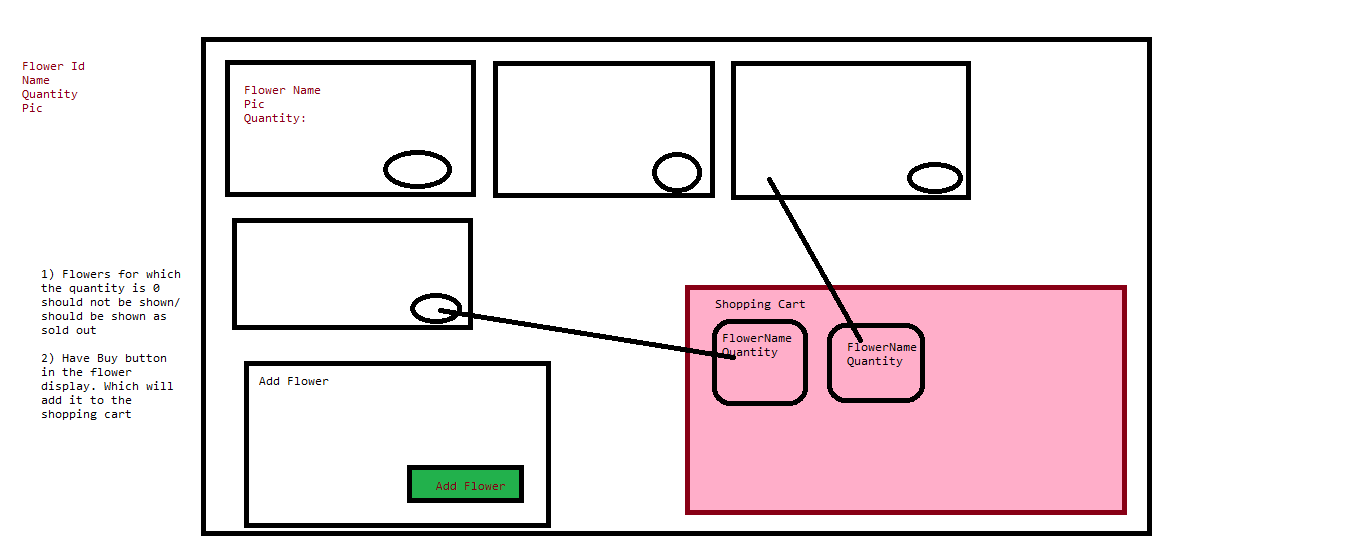 Flower Id
Name
Quantity
Pic
Flower Name
Pic
Quantity:
1) Flowers for which
the quantity is 0
should not be shown/
should be shown as
sold out
2) Have Buy button
in the flower
display. Which will
add it to the
shopping cart
Add Flower
Add Flower
Shopping Cart
FlowerName
Quantity
FlowerName
Quantity